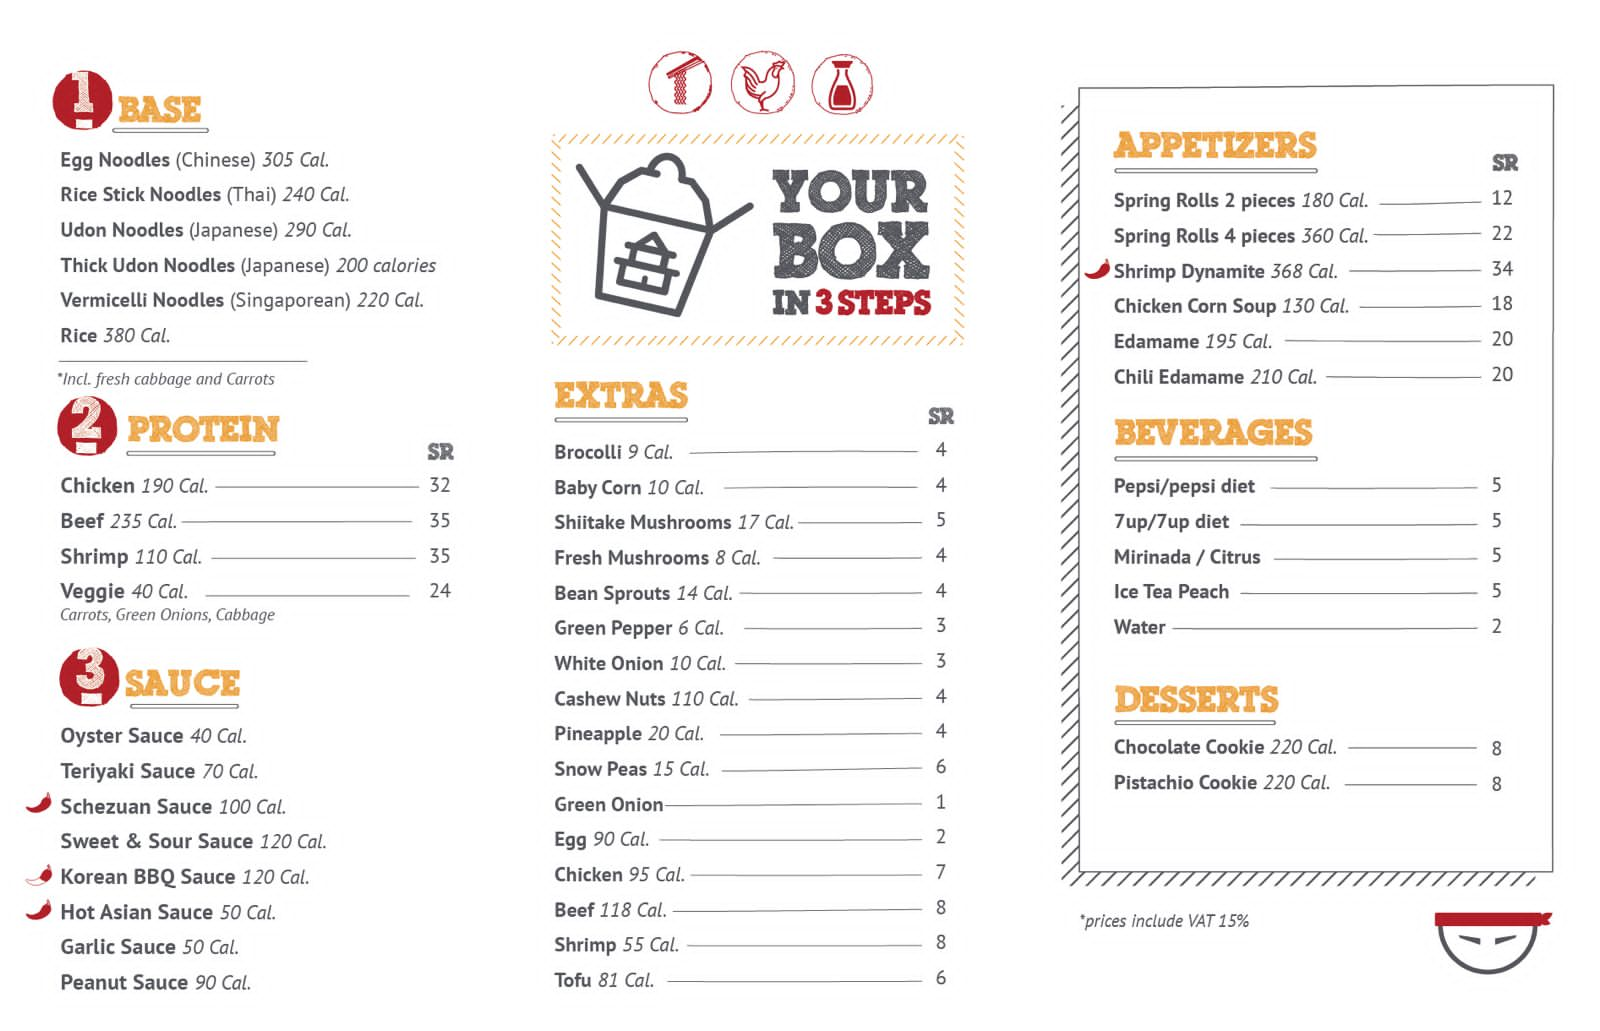 1 BASE
Egg Noodles (Chinese) 305 Cal.
Rice Stick Noodles (Thai) 240 Cal.
Udon Noodles (Japanese) 290 Cal.
Thick Udon Noodles (Japanese) 200 calories
Vermicelli Noodles (Singaporean) 220 Cal.
Rice 380 Cal.
*Incl. fresh cabbage and Carrots
2 PROTEIN
SR
Chicken 190 Cal. 32
Beef 235 Cal. 35
Shrimp 110 Cal. 35
Veggie 40 Cal. 24
Carrots, Green Onions, Cabbage
3 SAUCE
Oyster Sauce 40 Cal.
Teriyaki Sauce 70 Cal.
Schezuan Sauce 100 Cal.
Sweet & Sour Sauce 120 Cal.
Korean BBQ Sauce 120 Cal.
Hot Asian Sauce 50 Cal.
Garlic Sauce 50 Cal.
Peanut Sauce 90 Cal.
YOUR
BOX
IN 3 STEPS
EXTRAS
SR
Brocolli 9 Cal. 4
Baby Corn 10 Cal. 4
Shiitake Mushrooms 17 Cal. 5
Fresh Mushrooms 8 Cal. 4
Bean Sprouts 14 Cal. 4
Green Pepper 6 Cal. 3
White Onion 10 Cal. 3
Cashew Nuts 110 Cal. 4
Pineapple 20 Cal. 4
Snow Peas 15 Cal. 6
Green Onion 1
Egg 90 Cal. 2
Chicken 95 Cal. 7
Beef 118 Cal. 8
Shrimp 55 Cal. 8
Tofu 81 Cal. 6
APPETIZERS
SR
Spring Rolls 2 pieces 180 Cal. 12
Spring Rolls 4 pieces 360 Cal. 22
Shrimp Dynamite 368 Cal. 34
Chicken Corn Soup 130 Cal. 18
Edamame 195 Cal. 20
Chili Edamame 210 Cal. 20
BEVERAGES
Pepsi/pepsi diet 5
7up/7up diet 5
Mirinada / Citrus 5
Ice Tea Peach 5
Water 2
DESSERTS
Chocolate Cookie 220 Cal. 8
Pistachio Cookie 220 Cal. 8
*prices include VAT 15%